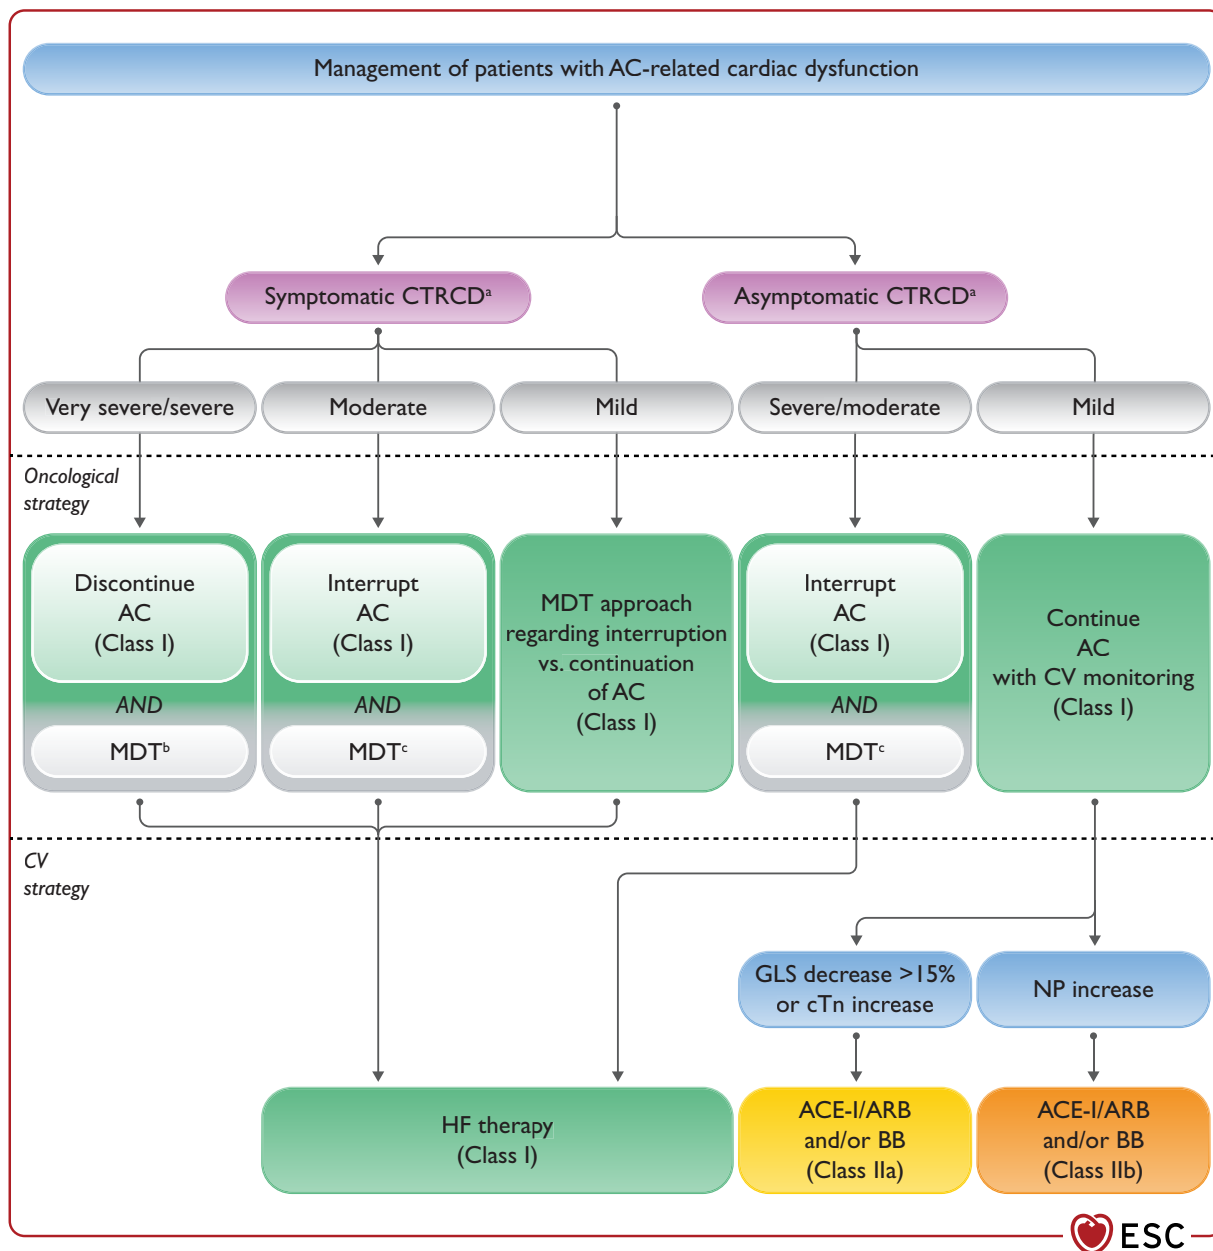 Management of patients with AC-related cardiac dysfunction
Symptomatic CTRCDa
Asymptomatic CTRCDa
Very severe/severe
Moderate
Mild
Severe/moderate
Mild
Oncological
strategy
Discontinue
AC
(Class I)
AND
MDTb
Interrupt
AC
(Class I)
AND
MDTc
MDT approach
regarding interruption
vs. continuation
of AC
(Class I)
Interrupt
AC
(Class I)
AND
MDTc
Continue
AC
with CV monitoring
(Class I)
CV
strategy
GLS decrease >15%
or cTn increase
NP increase
HF therapy
(Class I)
ACE-I/ARB
and/or BB
(Class IIa)
ACE-I/ARB
and/or BB
(Class IIb)
ESC